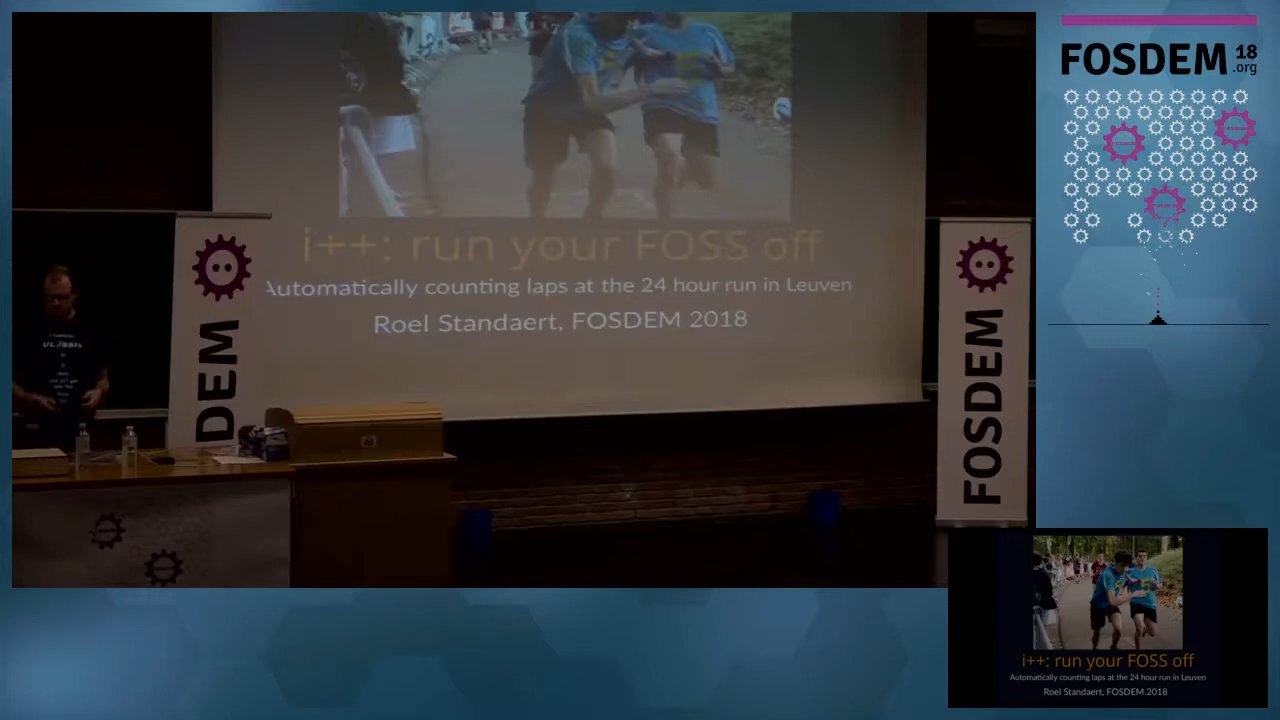 i++: run your FOSS off
Automatically counting laps at the 24 hour run in Leuven
Roel Standaert, FOSDEM 2018
DEM
FOSDEM
FOSDEM 18
.org
i++: run your FOSS off
Automatically counting laps at the 24 hour run in Leuven
Roel Standaert, FOSDEM 2018